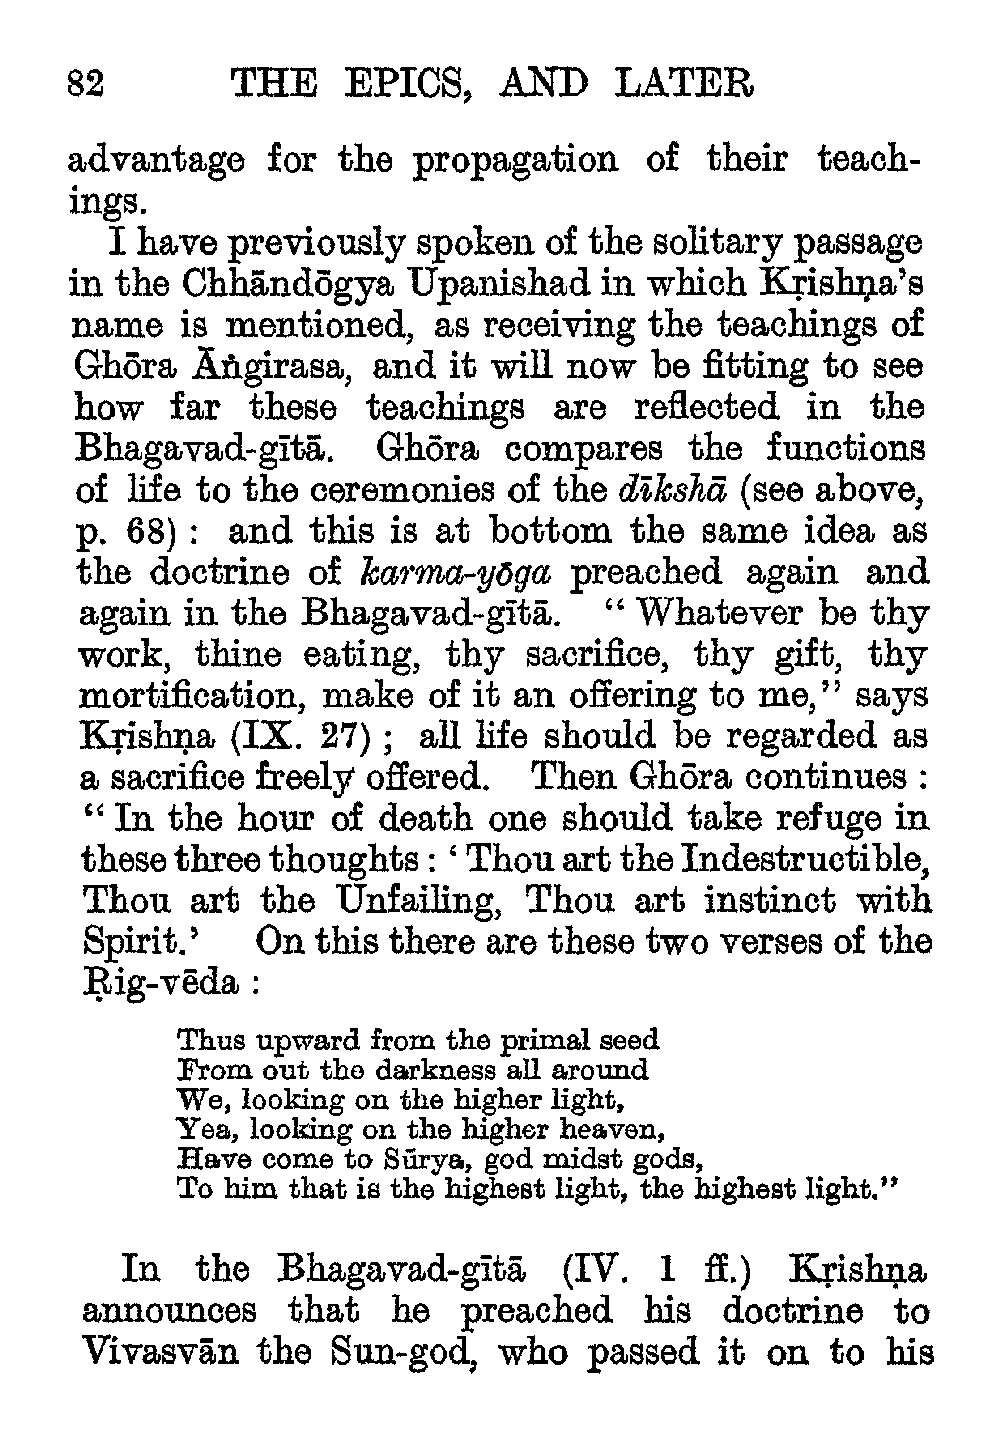 82 THE EPICS, AND LATER
advantage for the propagation of their teach-
ings.
I have previously spoken of the solitary passage
in the Chhāndōgya Upanishad in which Kṛishṇa's
name is mentioned, as receiving the teachings of
Ghōra Āṅgirasa, and it will now be fitting to see
how far these teachings are reflected in the
Bhagavad-gītā. Ghōra compares the functions
of life to the ceremonies of the dīkshā (see above,
p. 68) : and this is at bottom the same idea as
the doctrine of karma-yōga preached again and
again in the Bhagavad-gītā. “ Whatever be thy
work, thine eating, thy sacrifice, thy gift, thy
mortification, make of it an offering to me,” says
Kṛishṇa (IX. 27) ; all life should be regarded as
a sacrifice freely offered. Then Ghōra continues :
“ In the hour of death one should take refuge in
these three thoughts : ‘ Thou art the Indestructible,
Thou art the Unfailing, Thou art instinct with
Spirit.’ On this there are these two verses of the
Ṛig-vēda :
Thus upward from the primal seed
From out the darkness all around
We, looking on the higher light,
Yea, looking on the higher heaven,
Have come to Sūrya, god midst gods,
To him that is the highest light, the highest light.”
In the Bhagavad-gītā (IV. 1 ff.) Kṛishṇa
announces that he preached his doctrine to
Vivasvān the Sun-god, who passed it on to his